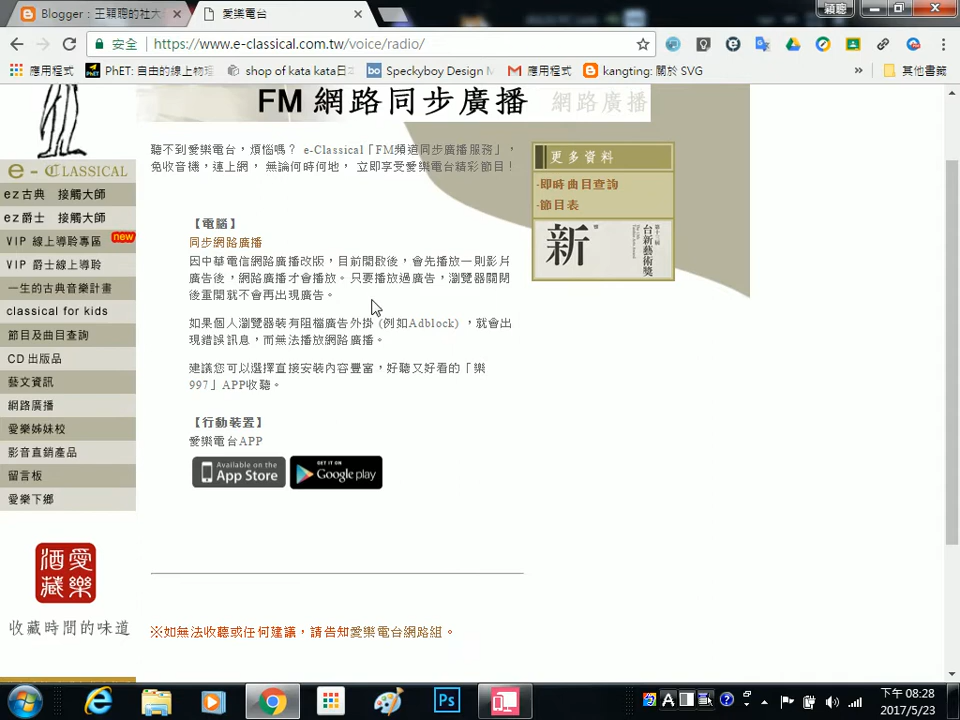 Blogger：王穎聰的社大
愛樂電台
穎聰
安全
https://www.e-classical.com.tw/voice/radio/
應用程式
PhET: 自由的線上物理
shop of kata kata日
Speckyboy Design M
應用程式
kangting: 關於 SVG
»
其他書籤
FM 網路同步廣播
網路廣播
聽不到愛樂電台，煩惱嗎？ e-Classical「FM頻道同步廣播服務」，
免收音機，連上網， 無論何時何地， 立即享受愛樂電台精彩節目！
更多資料
-即時曲目查詢
-節目表
新
第十三屆
台新藝術獎
e - CLASSICAL
ez古典 接觸大師
ez爵士 接觸大師
VIP 線上導聆專區 new
VIP 爵士線上導聆
一生的古典音樂計畫
classical for kids
節目及曲目查詢
CD 出版品
藝文資訊
網路廣播
愛樂姊妹校
影音直銷產品
留言板
愛樂下鄉
【電腦】
同步網路廣播
因中華電信網路廣播改版，目前開啟後，會先播放一則影片
廣告後，網路廣播才會播放。只要播放過廣告，瀏覽器關閉
後重開就不會再出現廣告。
如果個人瀏覽器裝有阻檔廣告外掛 (例如Adblock) ，就會出
現錯誤訊息，而無法播放網路廣播。
建議您可以選擇直接安裝內容豐富，好聽又好看的「樂
997」APP收聽。
【行動裝置】
愛樂電台APP
Available on the
App Store
GET IT ON
Google play
愛樂
酒藏
收藏時間的味道
※如無法收聽或任何建議，請告知愛樂電台網路組。
Ps
A
下午 08:28
2017/5/23